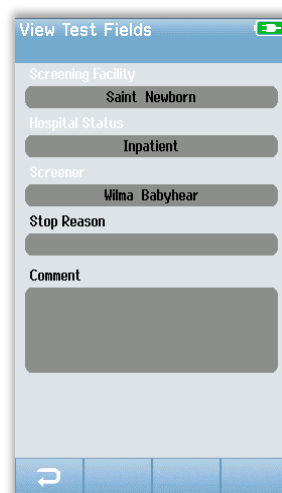 View Test Fields
Screening Facility
Saint Newborn
Hospital Status
Inpatient
Screener
Wilma Babyhear
Stop Reason
Comment